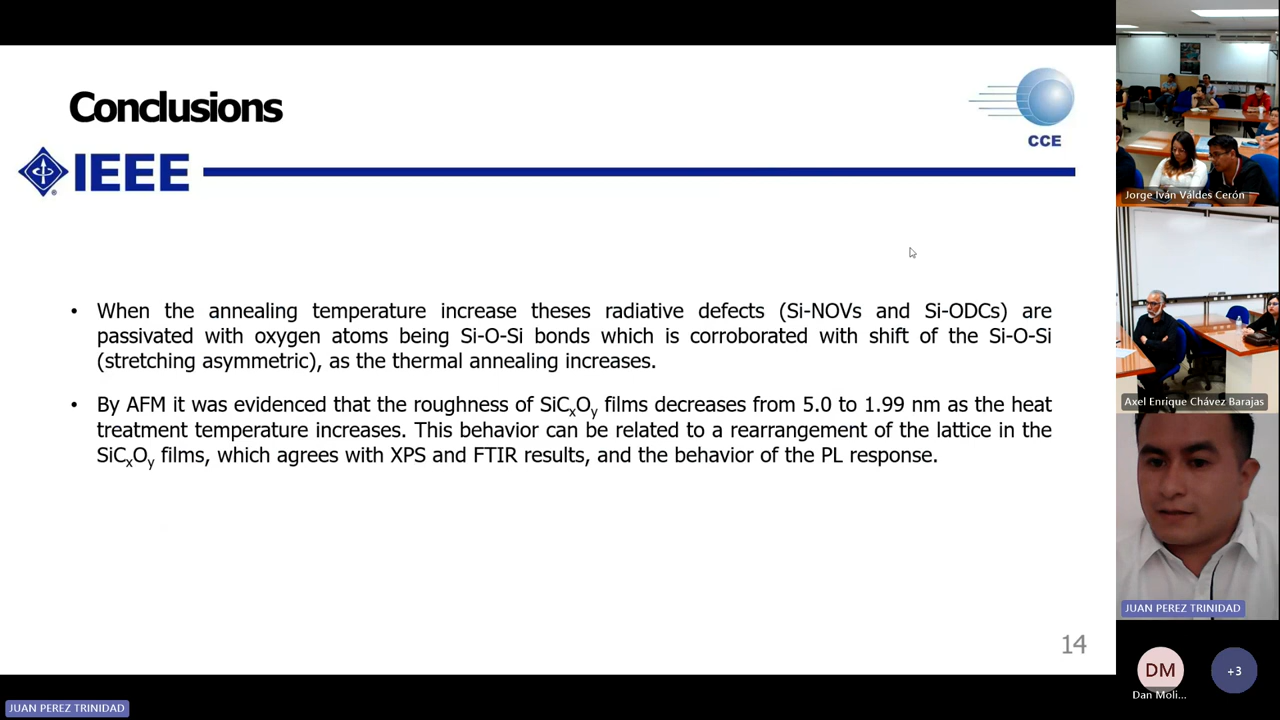 Conclusions
CCE
IEEE
• When the annealing temperature increase theses radiative defects (Si-NOVs and Si-ODCs) are
passivated with oxygen atoms being Si-O-Si bonds which is corroborated with shift of the Si-O-Si
(stretching asymmetric), as the thermal annealing increases.
• By AFM it was evidenced that the roughness of SiCxOy films decreases from 5.0 to 1.99 nm as the heat
treatment temperature increases. This behavior can be related to a rearrangement of the lattice in the
SiCxOy films, which agrees with XPS and FTIR results, and the behavior of the PL response.
14
JUAN PEREZ TRINIDAD
Jorge Iván Váldes Cerón
Axel Enrique Chávez Barajas
JUAN PEREZ TRINIDAD
DM
Dan Moli...
+3